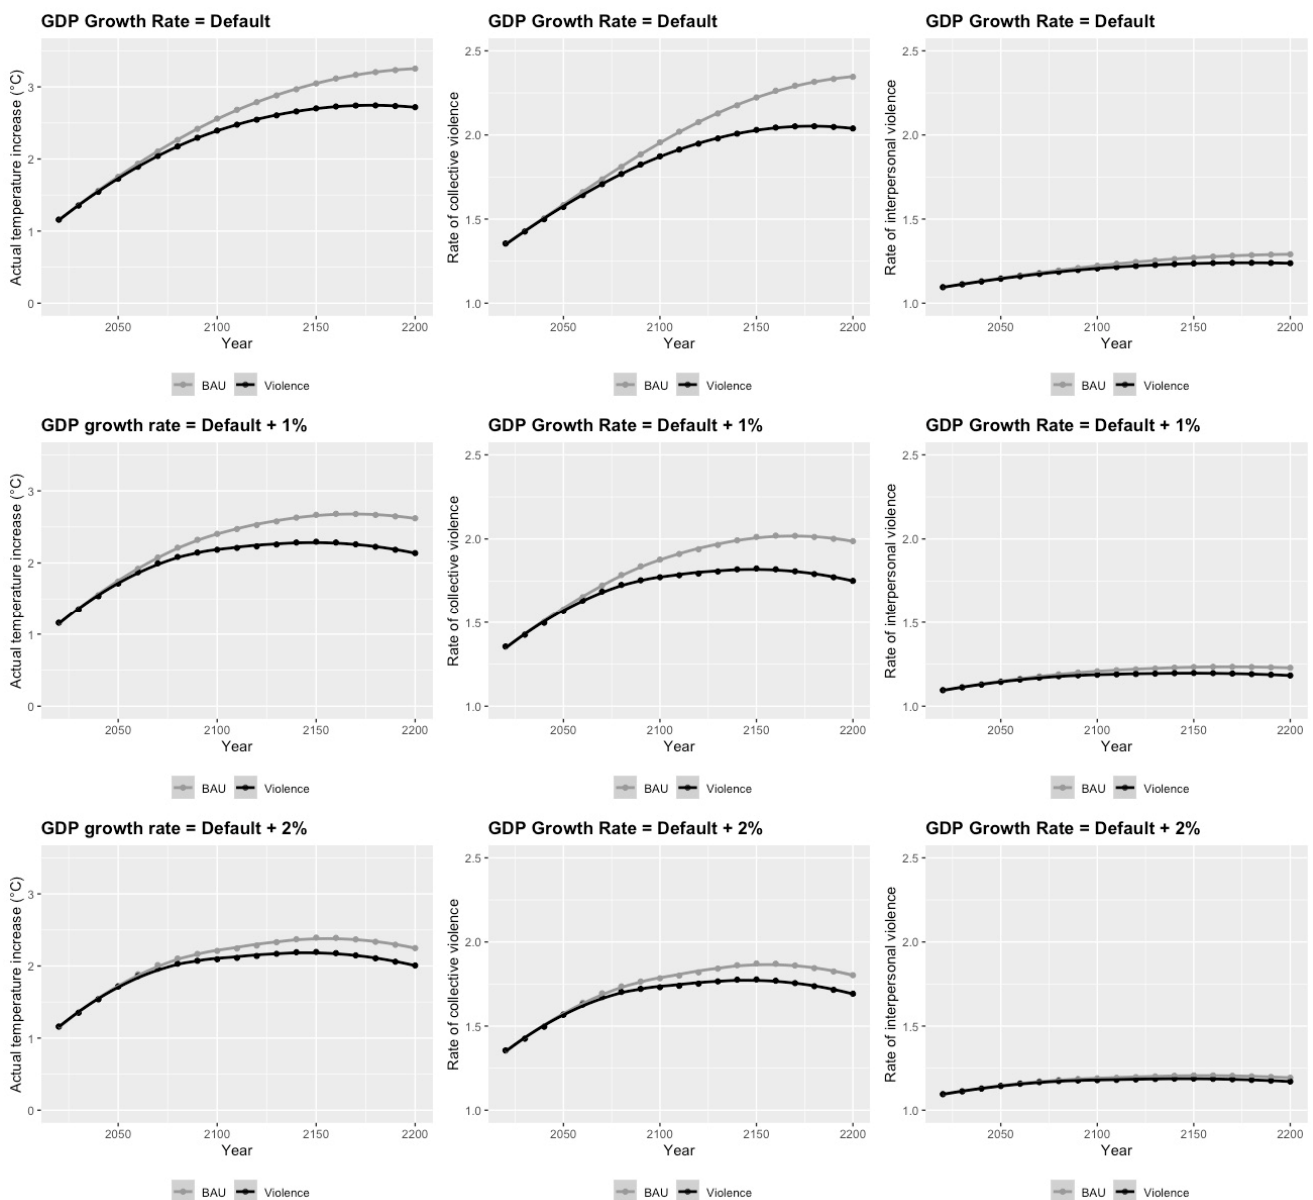 GDP Growth Rate = Default
Actual temperature increase (°C)
3
2
1
0
2050 2100 2150 2200
Year
BAU Violence
GDP Growth Rate = Default
Rate of collective violence
2.5
2.0
1.5
1.0
2050 2100 2150 2200
Year
BAU Violence
GDP Growth Rate = Default
Rate of interpersonal violence
2.5
2.0
1.5
1.0
2050 2100 2150 2200
Year
BAU Violence
GDP growth rate = Default + 1%
Actual temperature increase (°C)
3
2
1
0
2050 2100 2150 2200
Year
BAU Violence
GDP Growth Rate = Default + 1%
Rate of collective violence
2.5
2.0
1.5
1.0
2050 2100 2150 2200
Year
BAU Violence
GDP Growth Rate = Default + 1%
Rate of interpersonal violence
2.5
2.0
1.5
1.0
2050 2100 2150 2200
Year
BAU Violence
GDP growth rate = Default + 2%
Actual temperature increase (°C)
3
2
1
0
2050 2100 2150 2200
Year
BAU Violence
GDP Growth Rate = Default + 2%
Rate of collective violence
2.5
2.0
1.5
1.0
2050 2100 2150 2200
Year
BAU Violence
GDP Growth Rate = Default + 2%
Rate of interpersonal violence
2.5
2.0
1.5
1.0
2050 2100 2150 2200
Year
BAU Violence